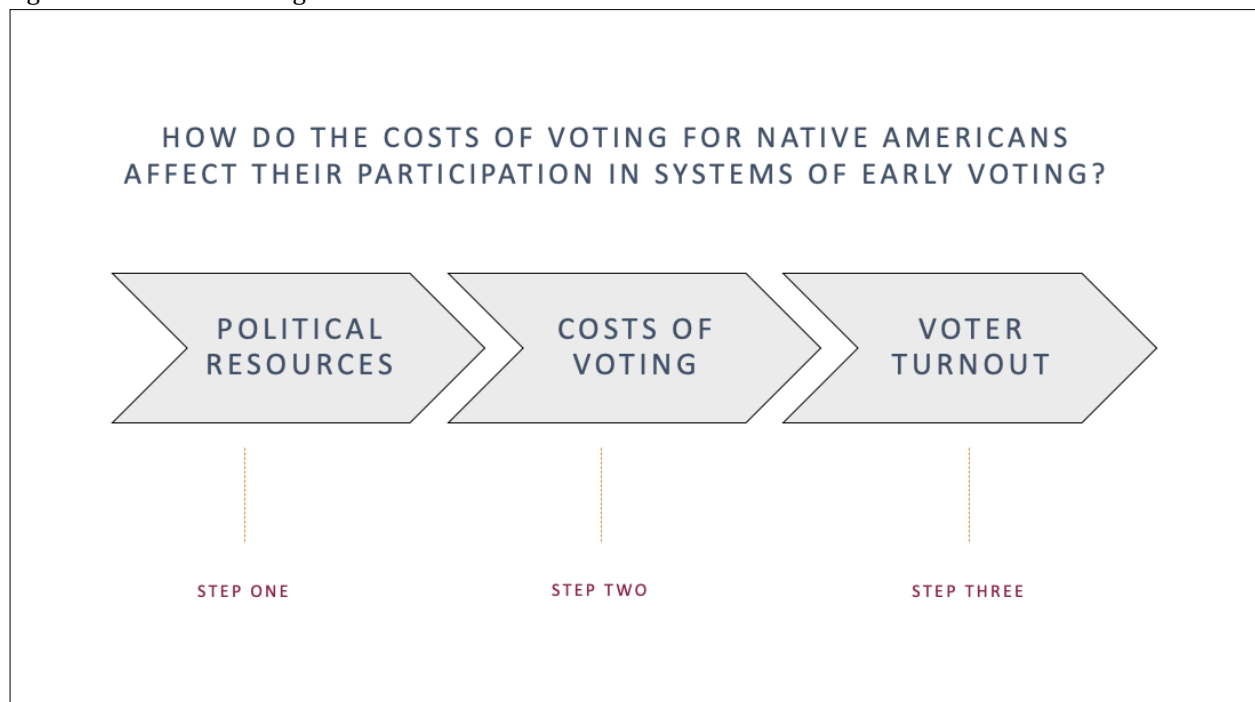 HOW DO THE COSTS OF VOTING FOR NATIVE AMERICANS
AFFECT THEIR PARTICIPATION IN SYSTEMS OF EARLY VOTING?
POLITICAL
RESOURCES
COSTS OF
VOTING
VOTER
TURNOUT
STEP ONE
STEP TWO
STEP THREE